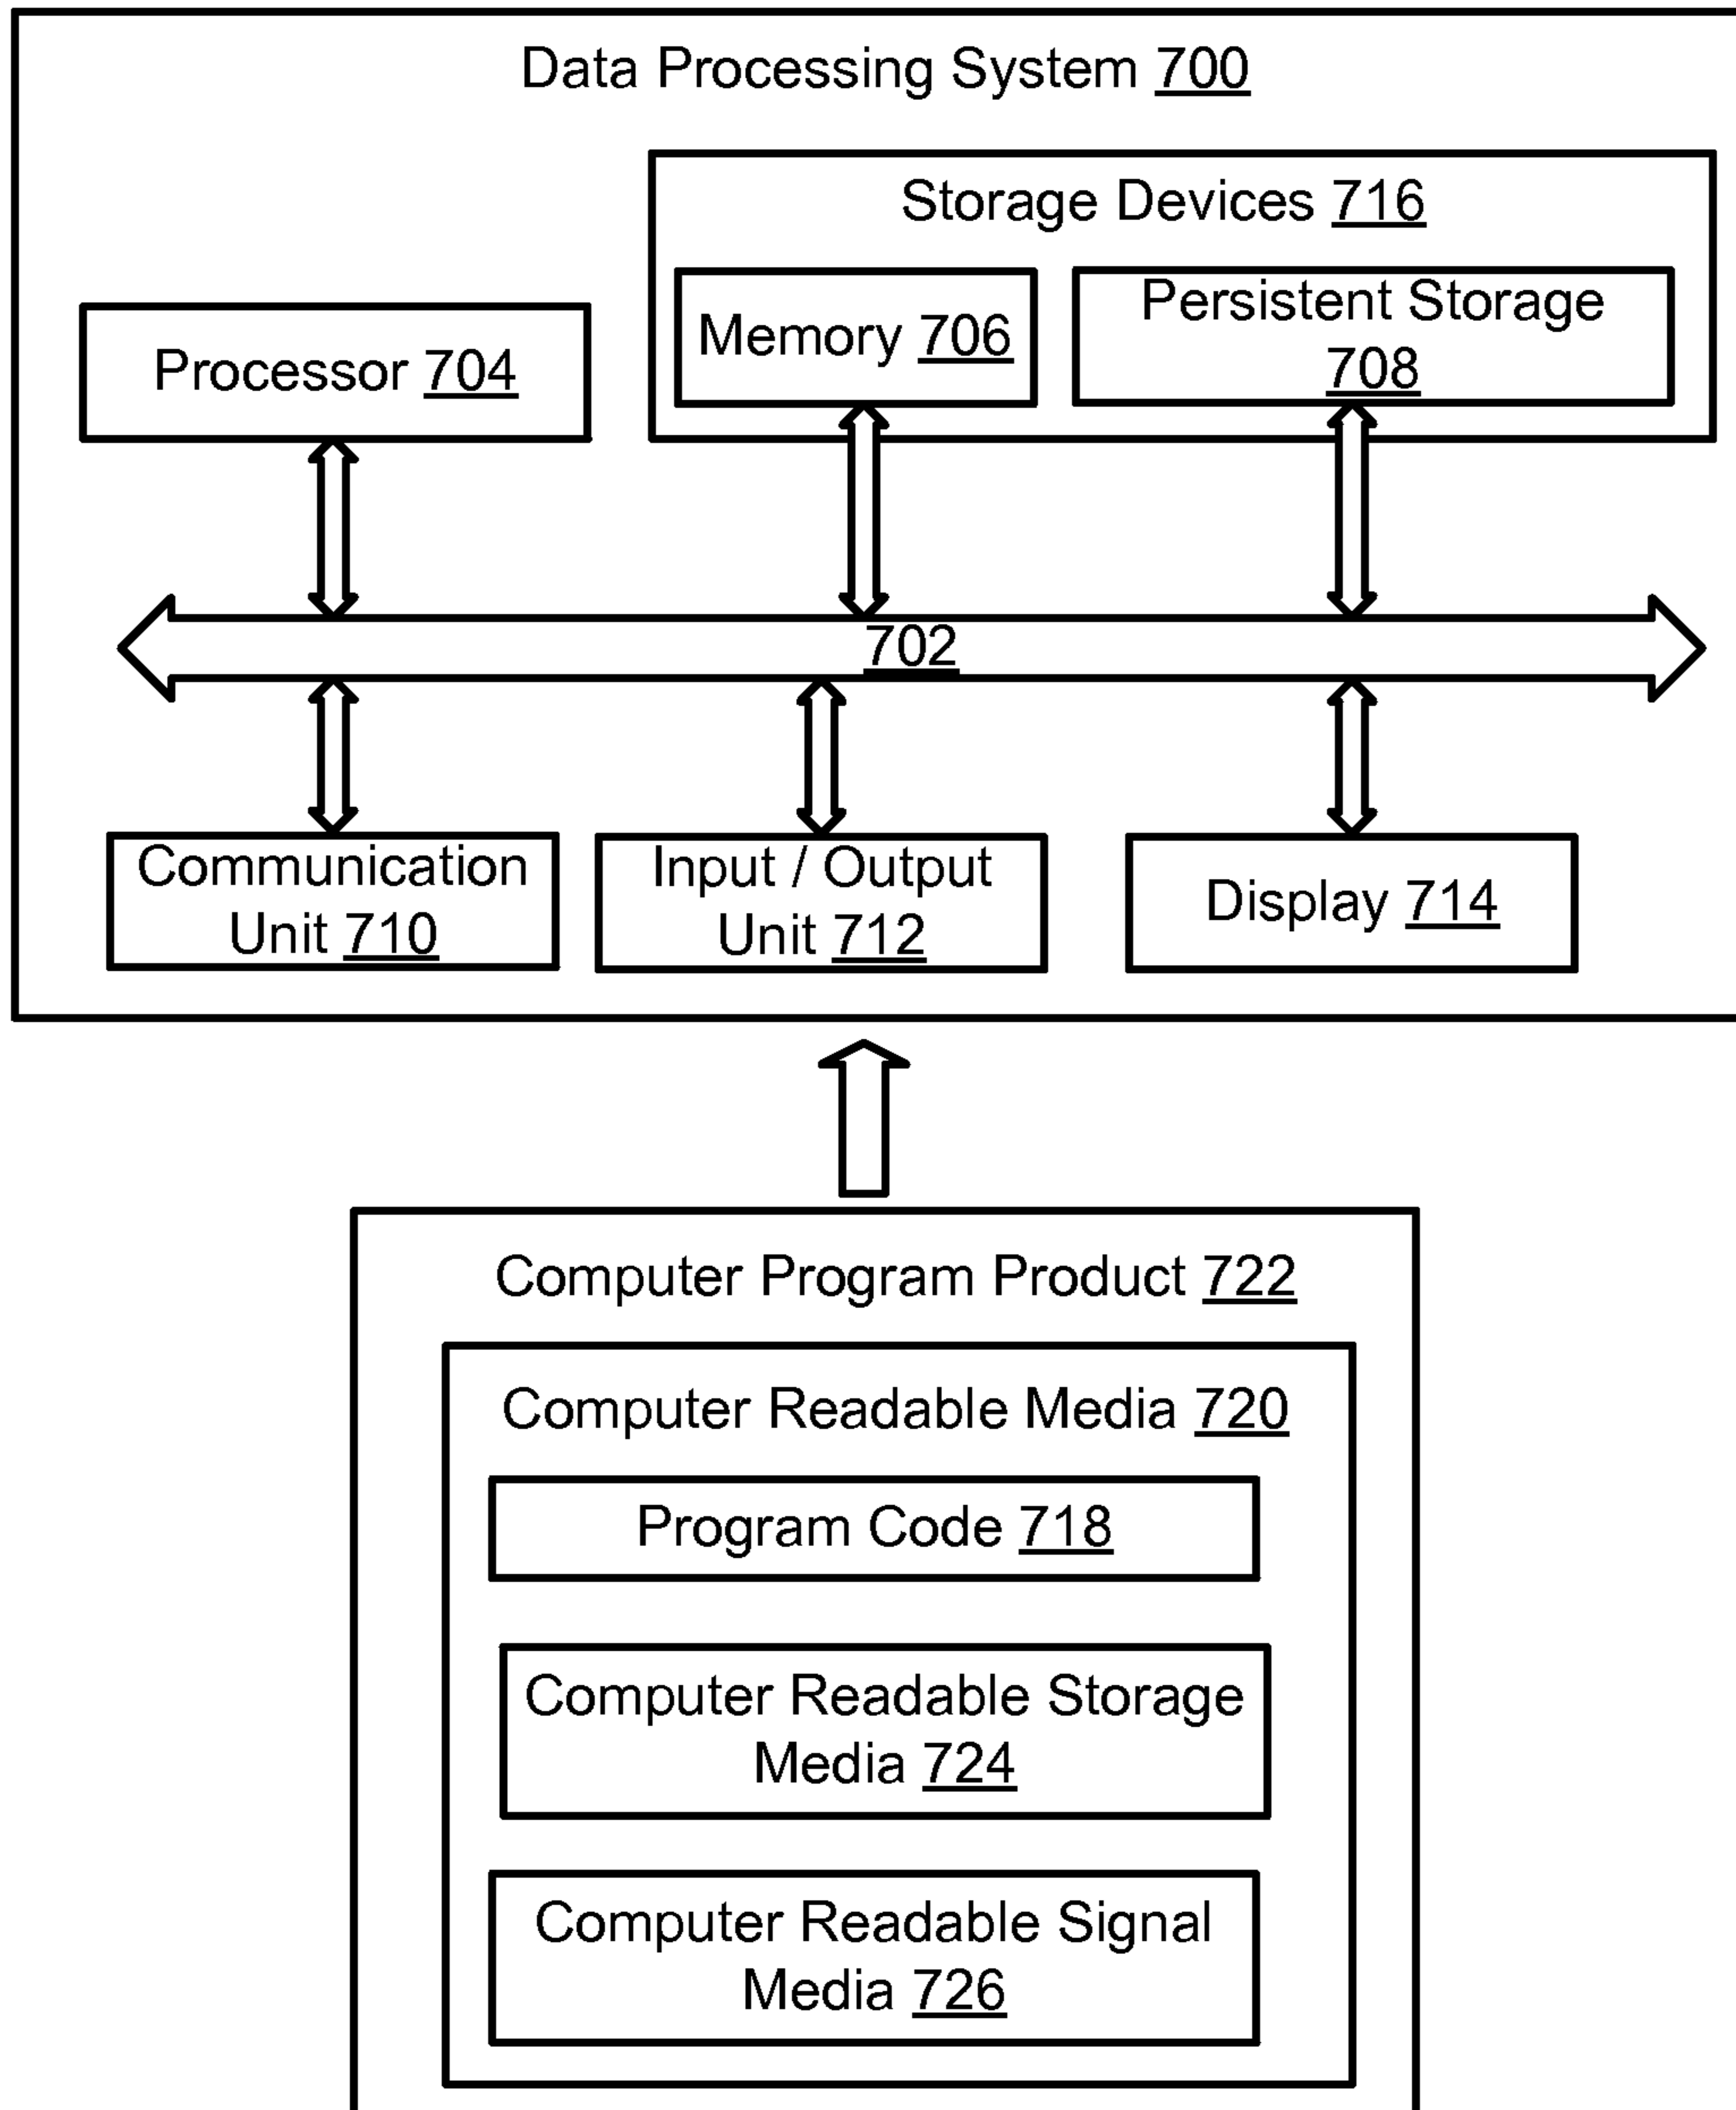 Data Processing System 700
Storage Devices 716
Memory 706
Persistent Storage
708
Processor 704
702
Communication
Unit 710
Input / Output
Unit 712
Display 714
Computer Program Product 722
Computer Readable Media 720
Program Code 718
Computer Readable Storage
Media 724
Computer Readable Signal
Media 726